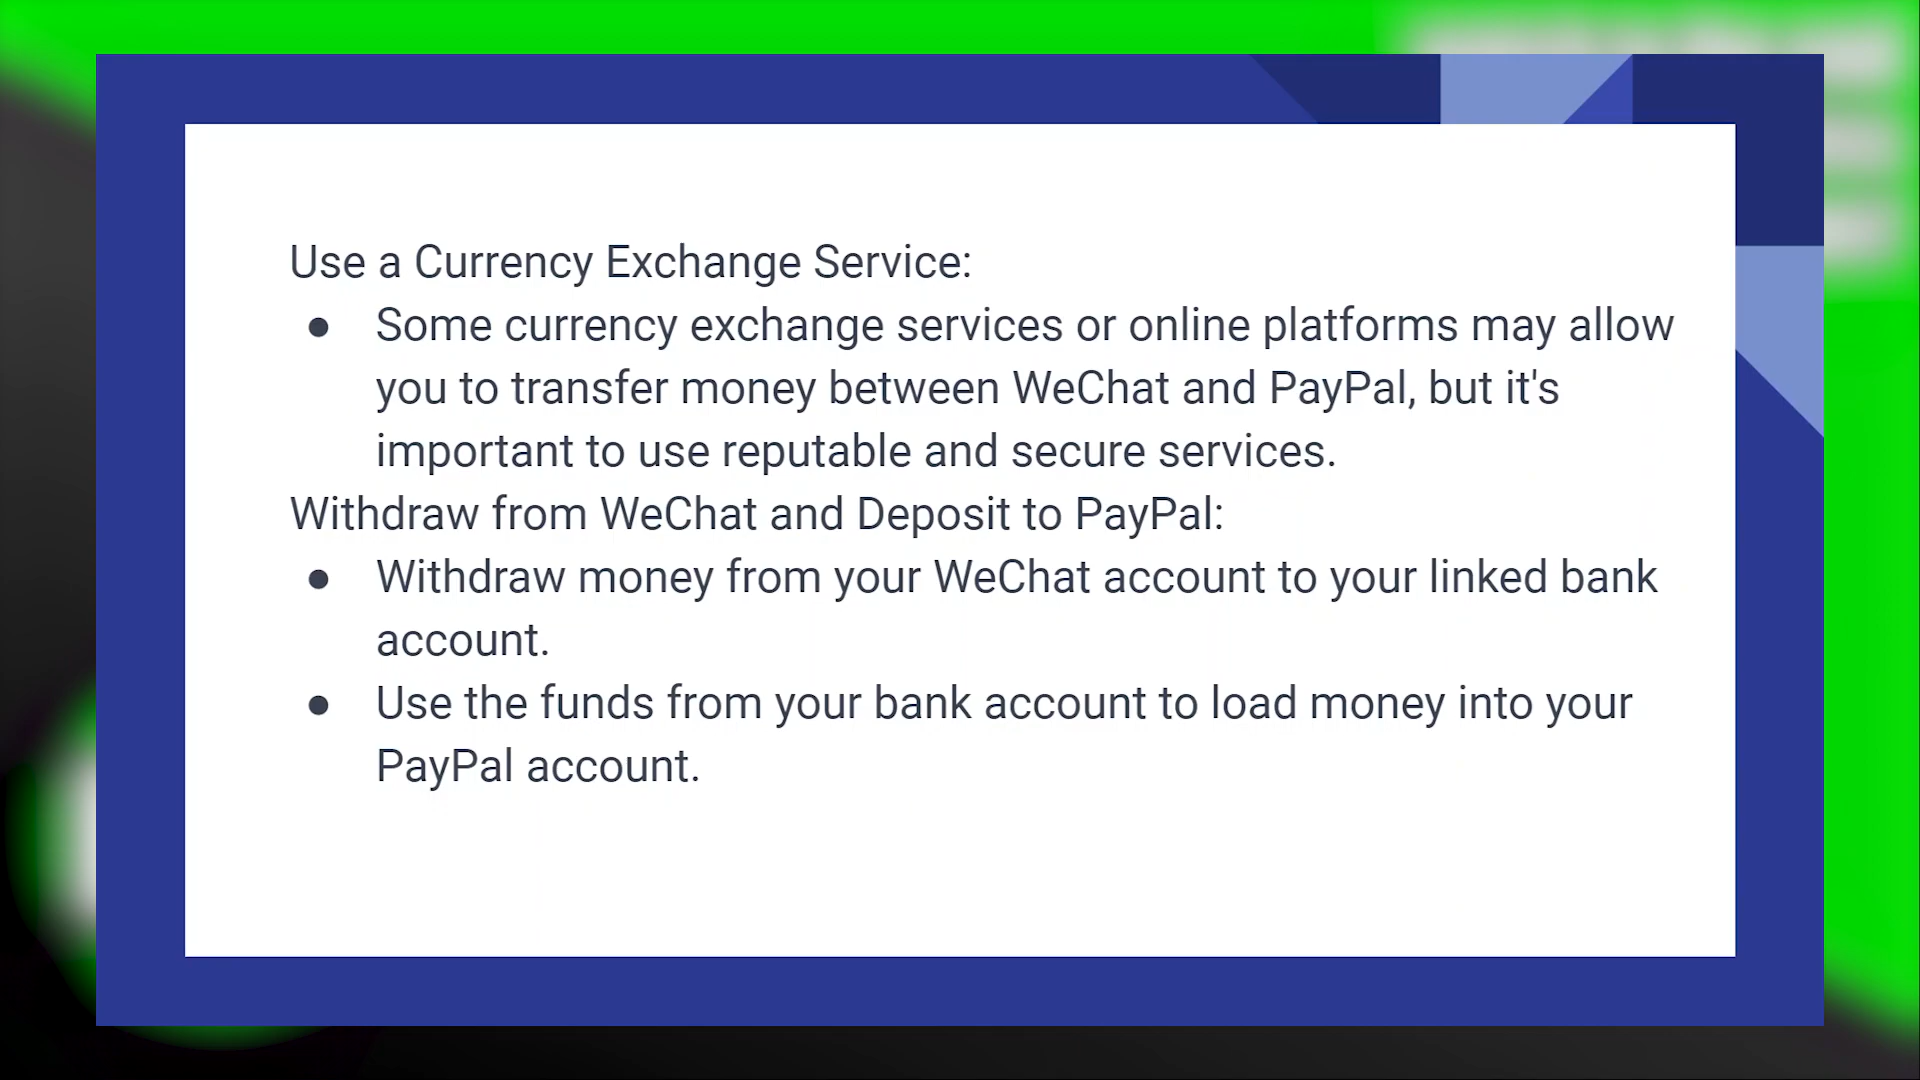 Use a Currency Exchange Service:
● Some currency exchange services or online platforms may allow
you to transfer money between WeChat and PayPal, but it's
important to use reputable and secure services.
Withdraw from WeChat and Deposit to PayPal:
● Withdraw money from your WeChat account to your linked bank
account.
● Use the funds from your bank account to load money into your
PayPal account.